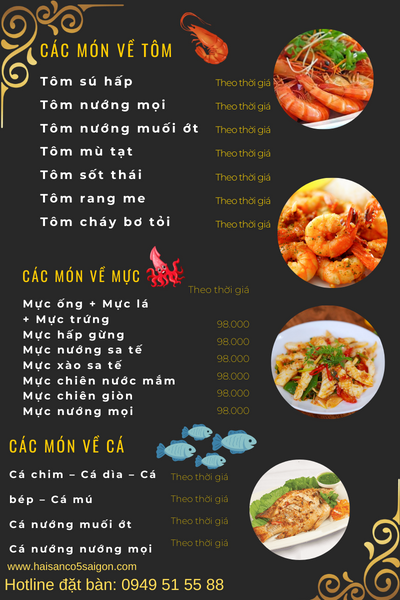 CÁC MÓN VỀ TÔM
Tôm sú hấp Theo thời giá
Tôm nướng mọi Theo thời giá
Tôm nướng muối ớt Theo thời giá
Tôm mù tạt Theo thời giá
Tôm sốt thái Theo thời giá
Tôm rang me Theo thời giá
Tôm cháy bơ tỏi Theo thời giá
CÁC MÓN VỀ MỰC
Theo thời giá
Mực ống + Mực lá
+ Mực trứng 98.000
Mực hấp gừng 98.000
Mực nướng sa tế 98.000
Mực xào sa tế 98.000
Mực chiên nước mắm 98.000
Mực chiên giòn 98.000
Mực nướng mọi
CÁC MÓN VỀ CÁ
Cá chim – Cá dìa – Cá Theo thời giá
bép – Cá mú Theo thời giá
Cá nướng muối ớt Theo thời giá
Cá nướng nướng mọi Theo thời giá
www.haisanco5saigon.com
Hotline đặt bàn: 0949 51 55 88